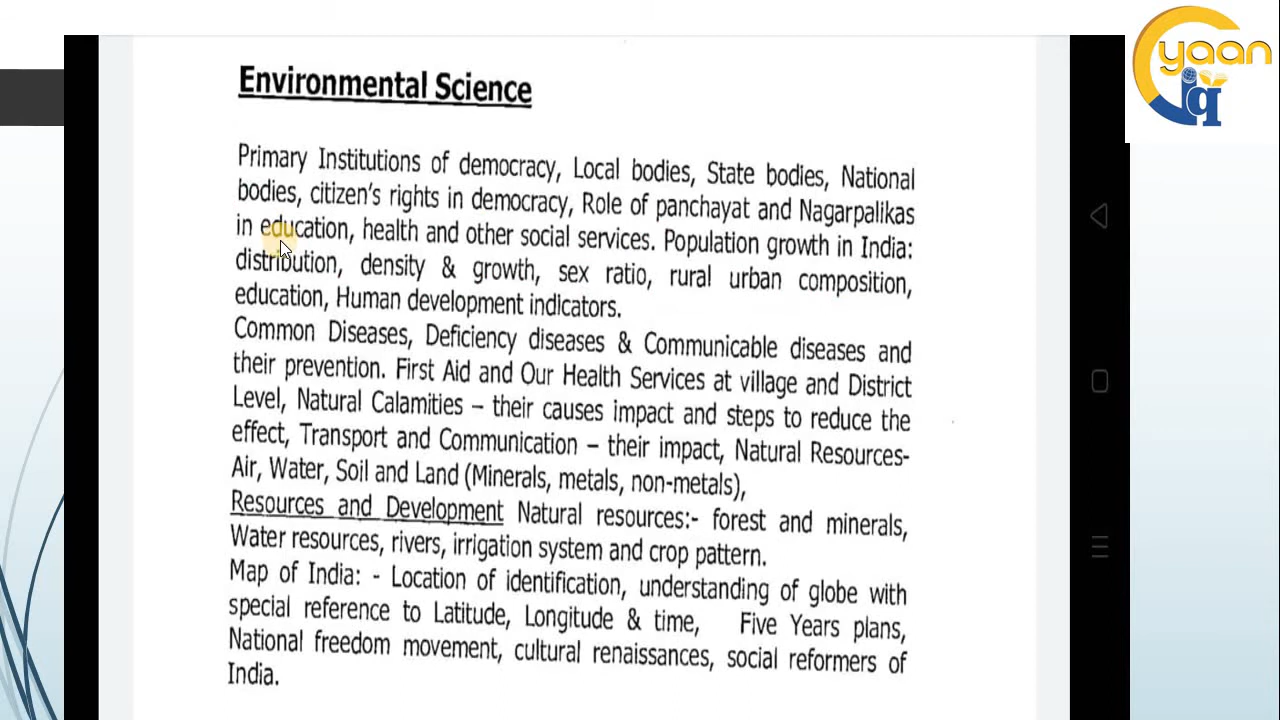 yaan
iq
Environmental Science
Primary Institutions of democracy, Local bodies, State bodies, National
bodies, citizen's rights in democracy, Role of panchayat and Nagarpalikas
in education, health and other social services. Population growth in India:
distribution, density & growth, sex ratio, rural urban composition,
education, Human development indicators.
Common Diseases, Deficiency diseases & Communicable diseases and
their prevention. First Aid and Our Health Services at village and District
Level, Natural Calamities – their causes impact and steps to reduce the
effect, Transport and Communication – their impact, Natural Resources-
Air, Water, Soil and Land (Minerals, metals, non-metals),
Resources and Development Natural resources:- forest and minerals,
Water resources, rivers, irrigation system and crop pattern.
Map of India: - Location of identification, understanding of globe with
special reference to Latitude, Longitude & time, Five Years plans,
National freedom movement, cultural renaissances, social reformers of
India.